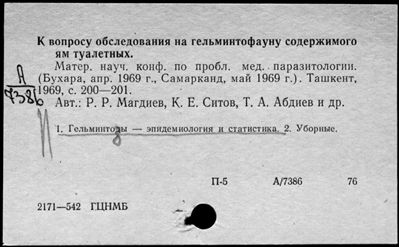 К вопросу обследования на гельминтофауну содержимого
ям туалетных.
Матер. науч. конф. по пробл. мед. паразитологии.
(Бухара, апр. 1969 г., Самарканд, май 1969 г.). Ташкент,
1969, с. 200—201.
А
7386
Авт.: Р. Р. Магдиев, К. Е. Ситов, Т. А. Абдиев и др.
1. Гельминтозы — эпидемиология и статистика. 2. Уборные.
П-5 А/7386 76
2171—542 ГЦНМБ